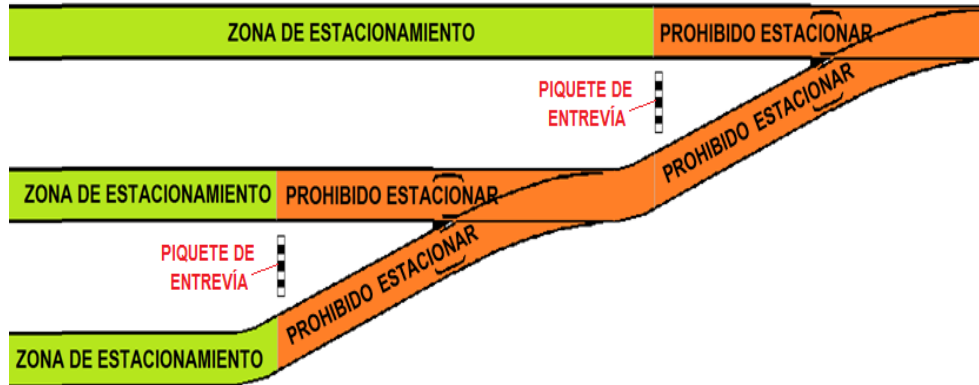 ZONA DE ESTACIONAMIENTO
PROHIBIDO ESTACIONAR
PIQUETE DE
ENTREVÍA
PROHIBIDO ESTACIONAR
ZONA DE ESTACIONAMIENTO
PROHIBIDO ESTACIONAR
PIQUETE DE
ENTREVÍA
PROHIBIDO ESTACIONAR
ZONA DE ESTACIONAMIENTO